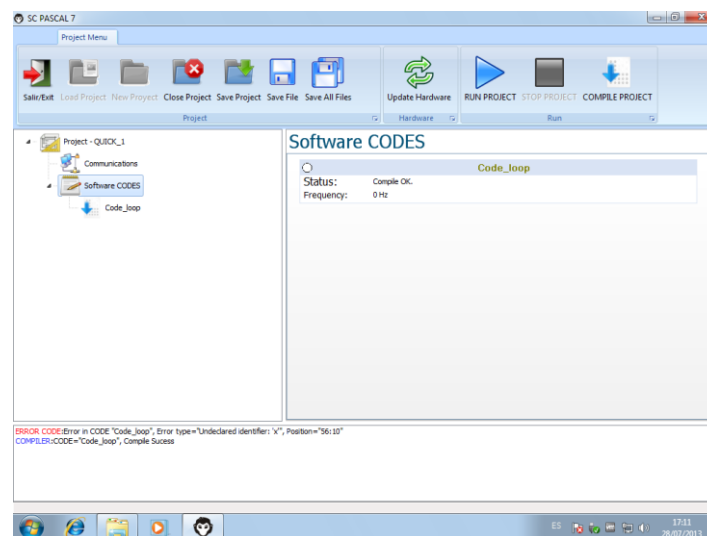 SC PASCAL 7
Project Menu
Salir/Exit Load Project New Proyect Close Project Save Project Save File Save All Files Update Hardware RUN PROJECT STOP PROJECT COMPILE PROJECT
Project Hardware Run
Project - QUICK_1
Communications
Software CODES
Code_loop
Software CODES
Code_loop
Status: Compile OK.
Frequency: 0 Hz
ERROR CODE:Error in CODE "Code_loop", Error type="Undeclared identifier: 'x'", Position="56:10"
COMPILER:CODE="Code_loop", Compile Sucess
ES 17:11
28/07/2013